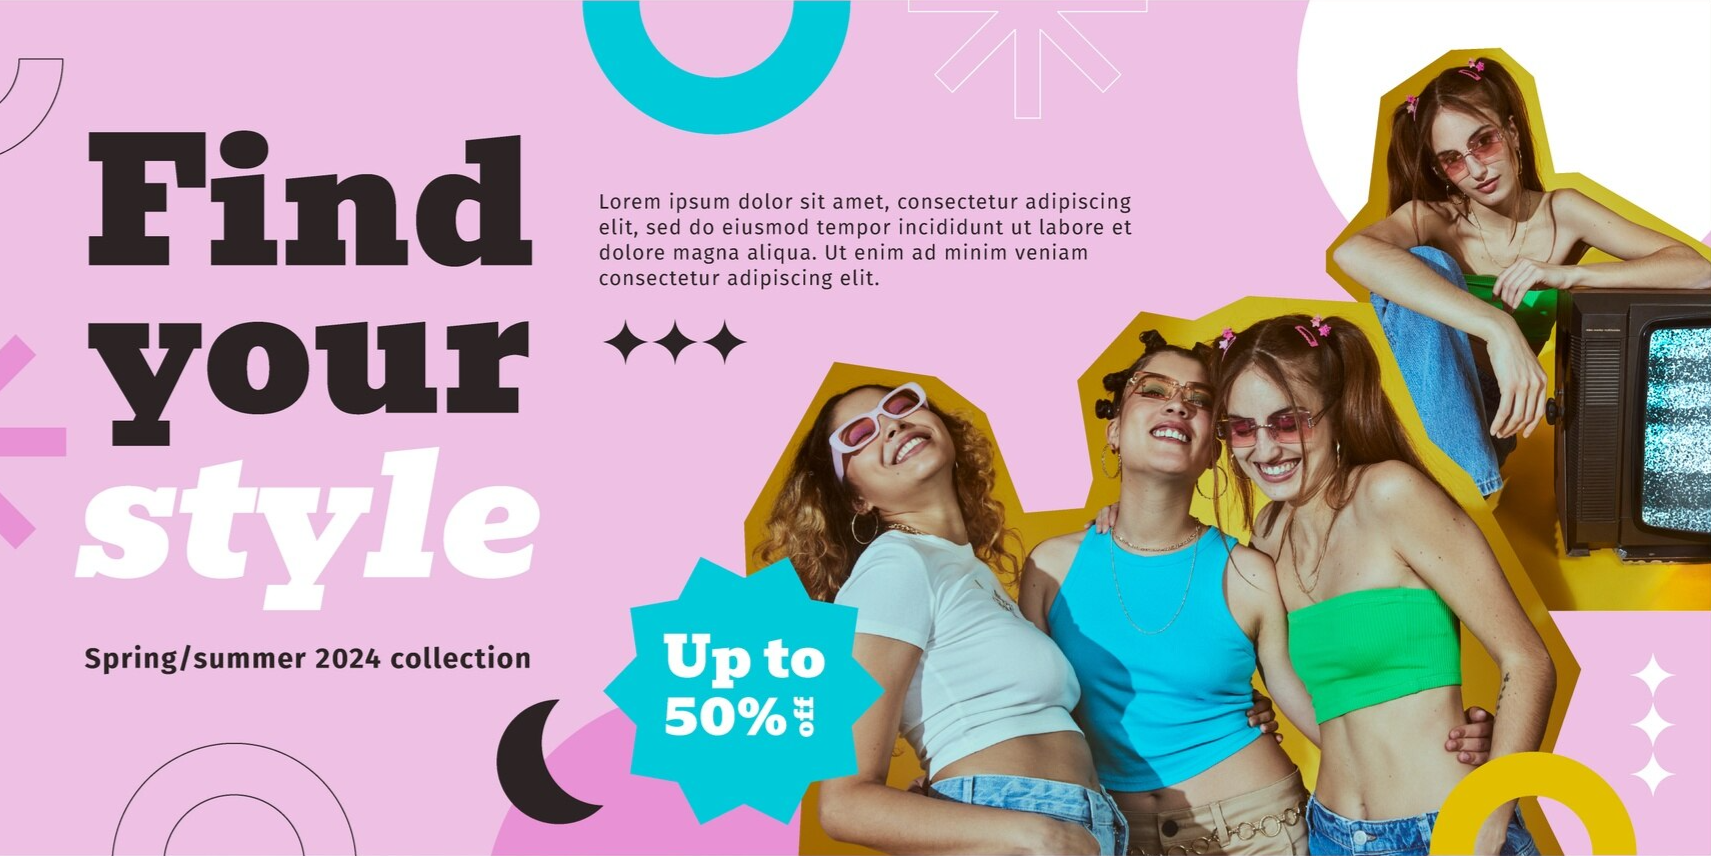 Find
your
style
Spring/summer 2024 collection
Lorem ipsum dolor sit amet, consectetur adipiscing
elit, sed do eiusmod tempor incididunt ut labore et
dolore magna aliqua. Ut enim ad minim veniam
consectetur adipiscing elit.
Up to
50% off